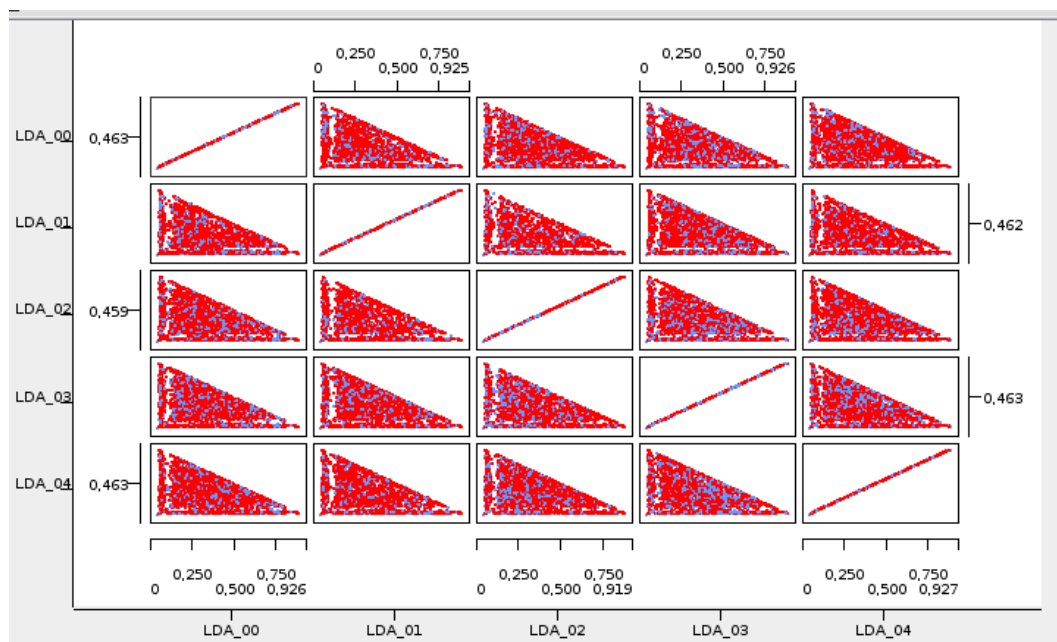 0,250 0,750
0 0,500 0,925
0,250 0,750
0 0,500 0,926
LDA_00 0,463
LDA_01 0,462
LDA_02 0,459
LDA_03 0,463
LDA_04 0,463
0,250 0,750
0 0,500 0,926
0,250 0,750
0 0,500 0,919
0,250 0,750
0 0,500 0,927
LDA_00 LDA_01 LDA_02 LDA_03 LDA_04